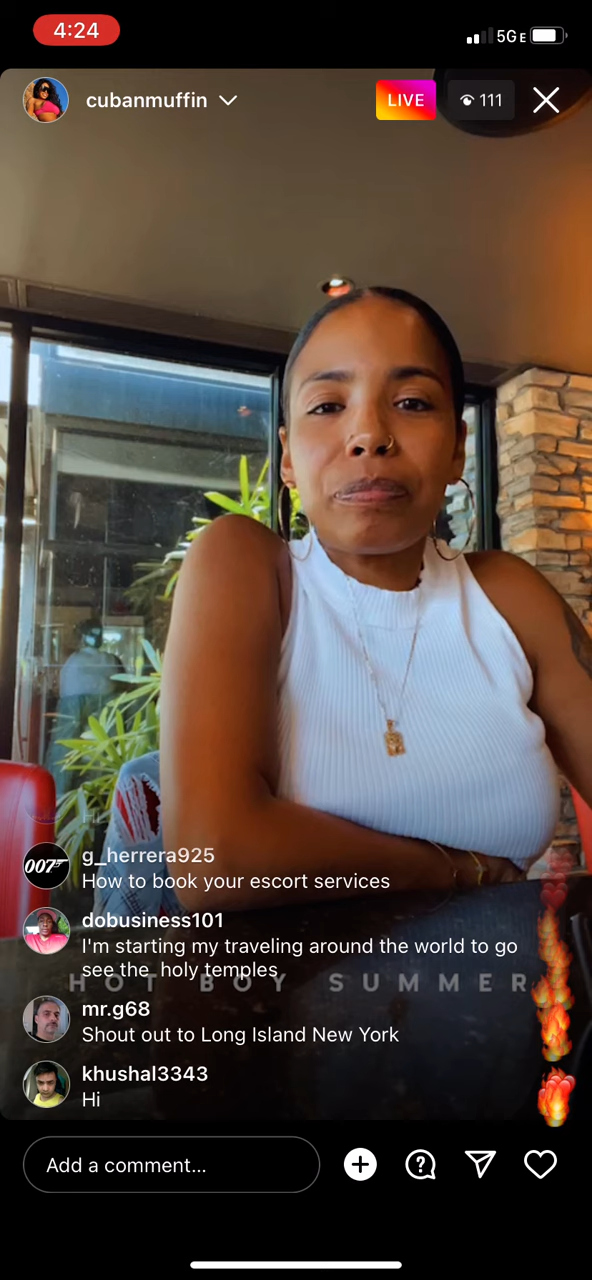 4:24
5GE
cubanmuffin
LIVE
111
g_herrera925
007
How to book your escort services
dobusiness101
I'm starting my traveling around the world to go
see the holy temples
HOT BOY SUMMER
mr.g68
Shout out to Long Island New York
khushal3343
Hi
Add a comment...